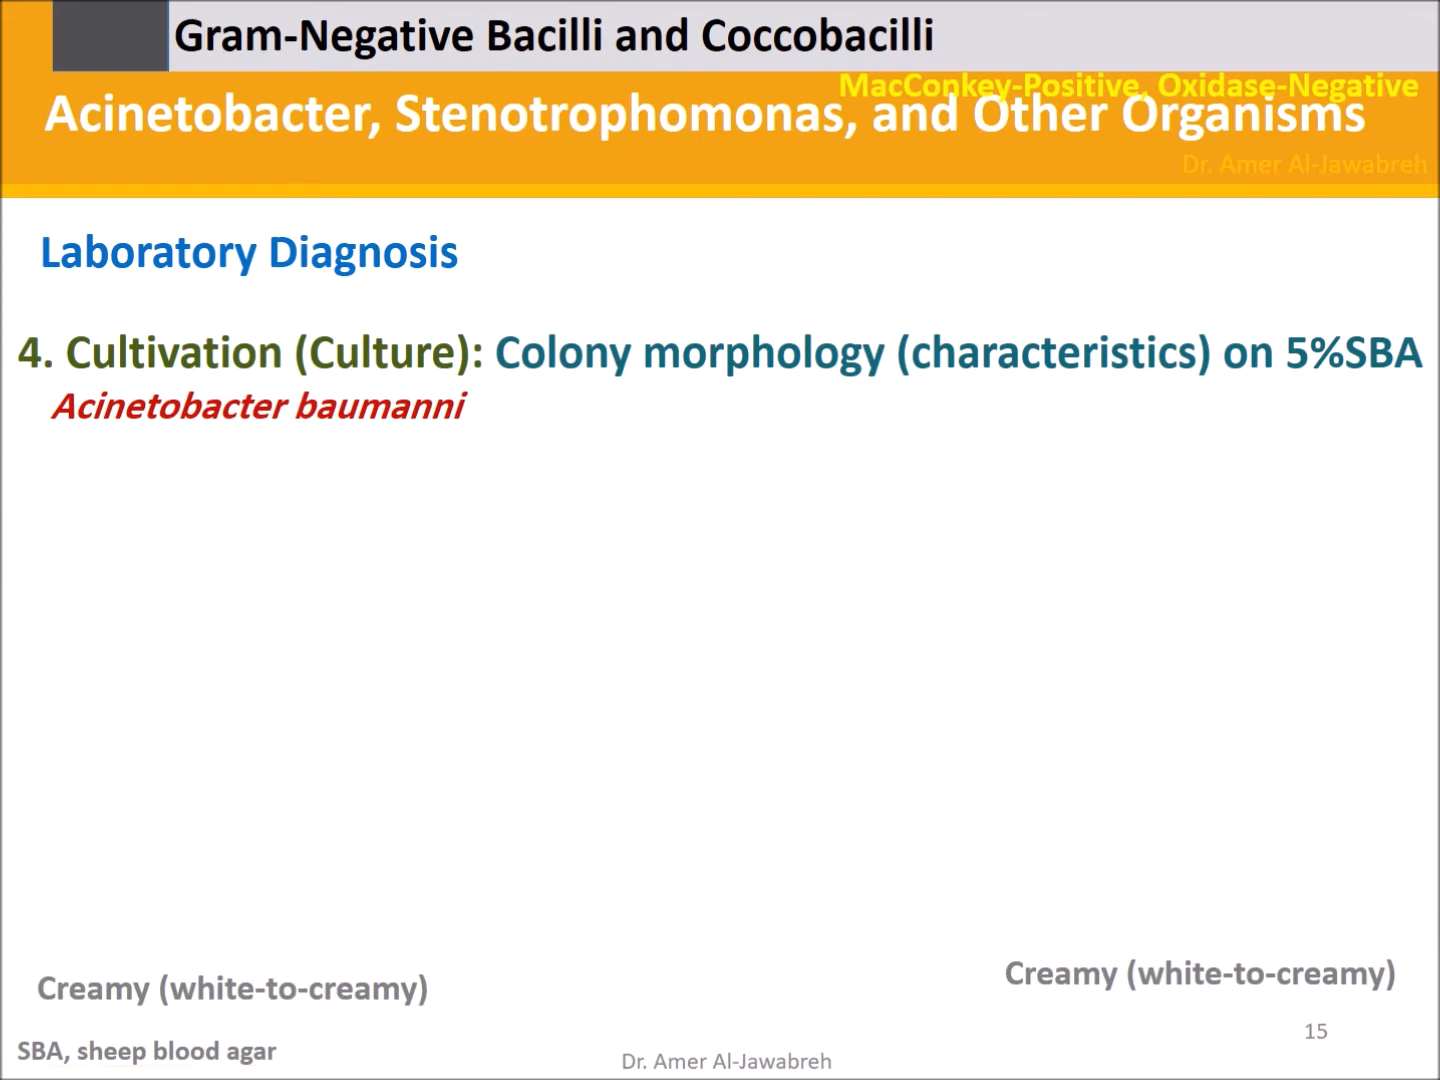 Gram-Negative Bacilli and Coccobacilli
MacConkey-Positive, Oxidase-Negative
Acinetobacter, Stenotrophomonas, and Other Organisms
Dr. Amer Al-Jawabreh
Laboratory Diagnosis
4. Cultivation (Culture): Colony morphology (characteristics) on 5%SBA
Acinetobacter baumanni
Creamy (white-to-creamy)
Creamy (white-to-creamy)
15
SBA, sheep blood agar
Dr. Amer Al-Jawabreh